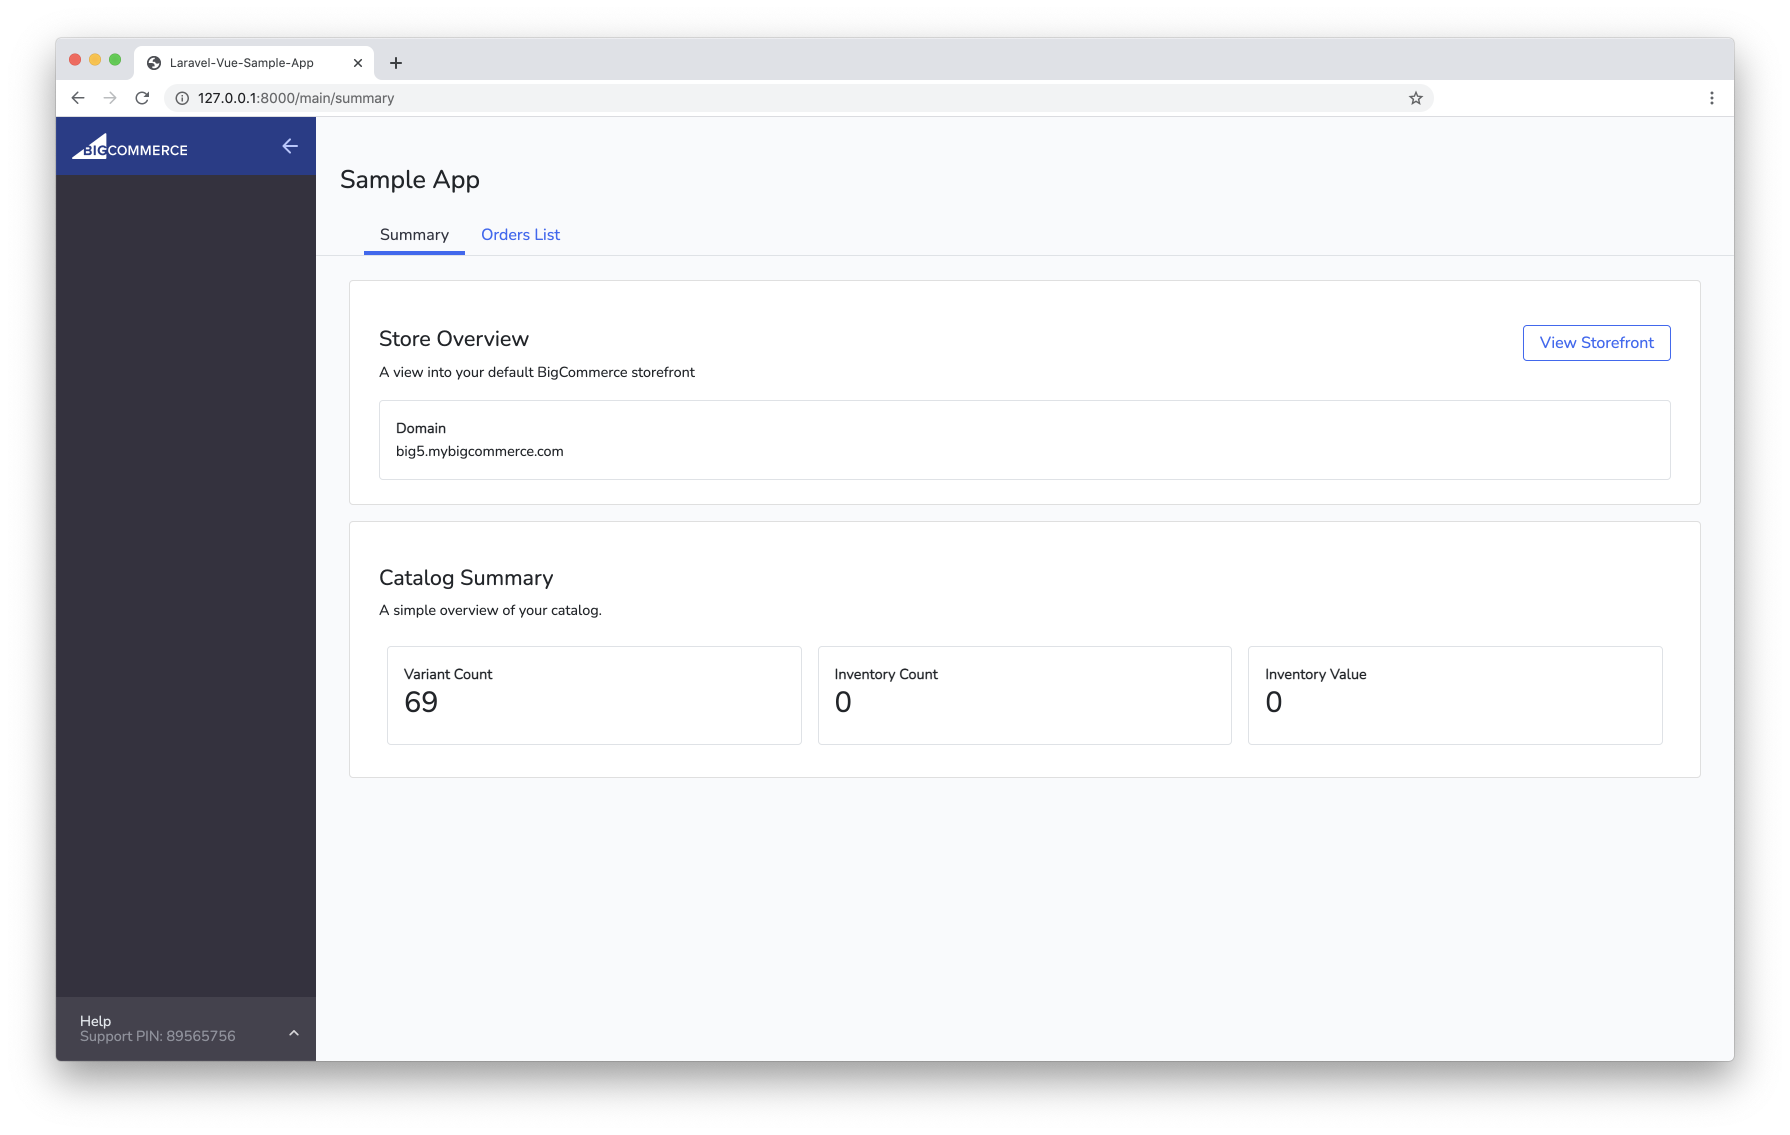 Laravel-Vue-Sample-App
127.0.0.1:8000/main/summary
BIGCOMMERCE
Sample App
Summary
Orders List
Store Overview
View Storefront
A view into your default BigCommerce storefront
Domain
big5.mybigcommerce.com
Catalog Summary
A simple overview of your catalog.
Variant Count
69
Inventory Count
0
Inventory Value
0
Help
Support PIN: 89565756